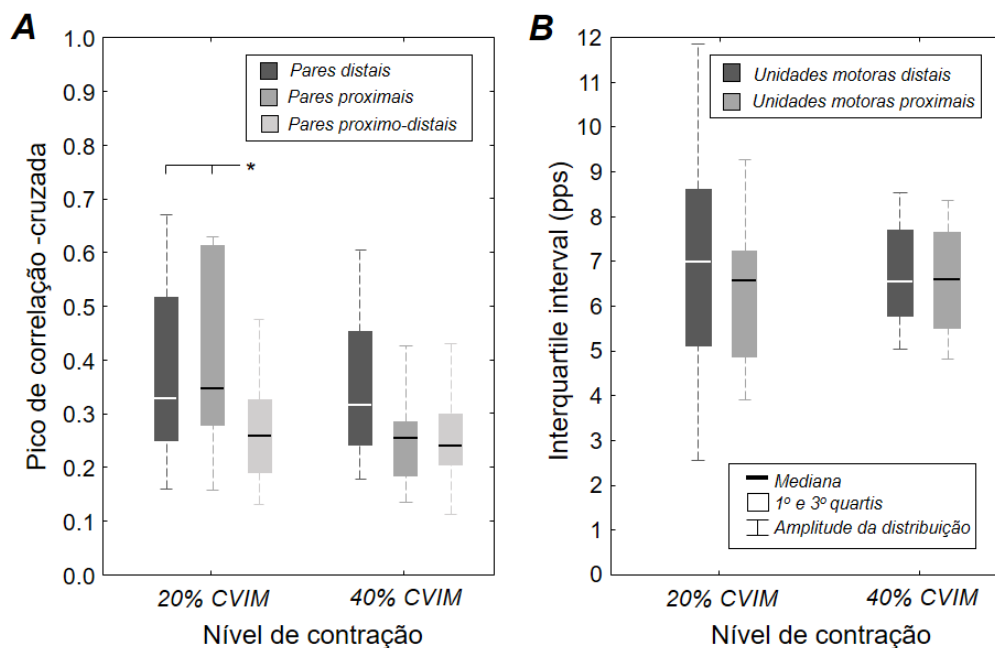 A
1.0
0.9
0.8
0.7
0.6
0.5
0.4
0.3
0.2
0.1
0.0
Pico de correlação -cruzada
Pares distais
Pares proximais
Pares proximo-distais
*
20% CVIM
40% CVIM
Nível de contração
B
12
11
10
9
8
7
6
5
4
3
2
1
0
Interquartile interval (pps)
Unidades motoras distais
Unidades motoras proximais
Mediana
1º e 3º quartis
Amplitude da distribuição
20% CVIM
40% CVIM
Nível de contração